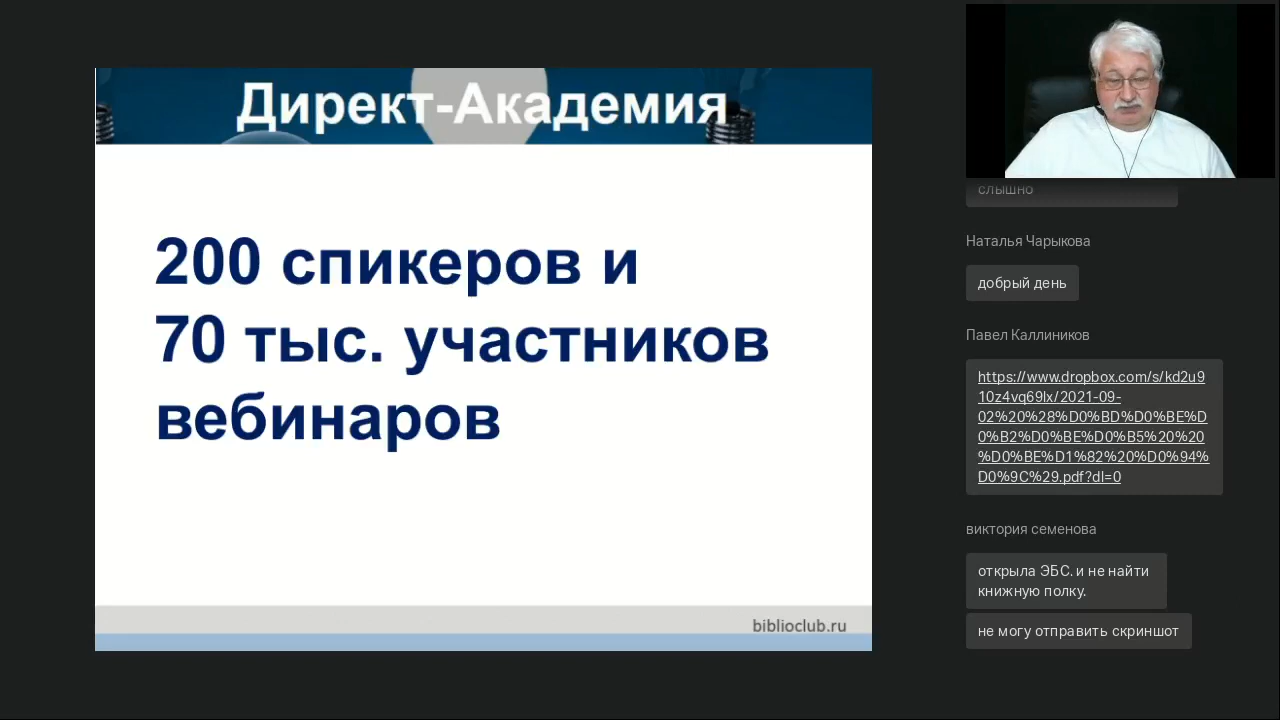 Директ-Академия
200 спикеров и
70 тыс. участников
вебинаров
biblioclub.ru
слышно
Наталья Чарыкова
добрый день
Павел Каллиников
https://www.dropbox.com/s/kd2u9
10z4vq69lx/2021-09-
02%20%28%D0%BD%D0%BE%D
0%B2%D0%BE%D0%B5%20%20
%D0%BE%D1%82%20%D0%94%
D0%9C%29.pdf?dl=0
виктория семенова
открыла ЭБС. и не найти
книжную полку.
не могу отправить скриншот